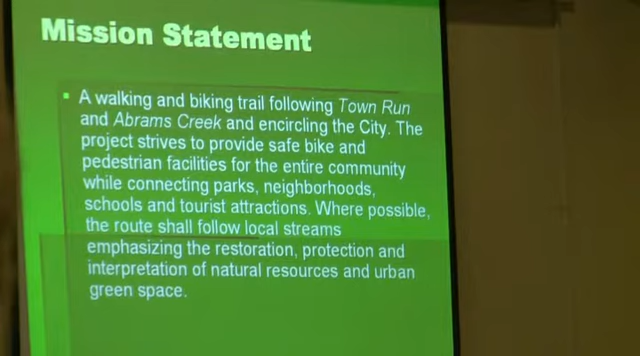 Mission Statement
A walking and biking trail following Town Run
and Abrams Creek and encircling the City. The
project strives to provide safe bike and
pedestrian facilities for the entire community
while connecting parks, neighborhoods,
schools and tourist attractions. Where possible,
the route shall follow local streams
emphasizing the restoration, protection and
interpretation of natural resources and urban
green space.